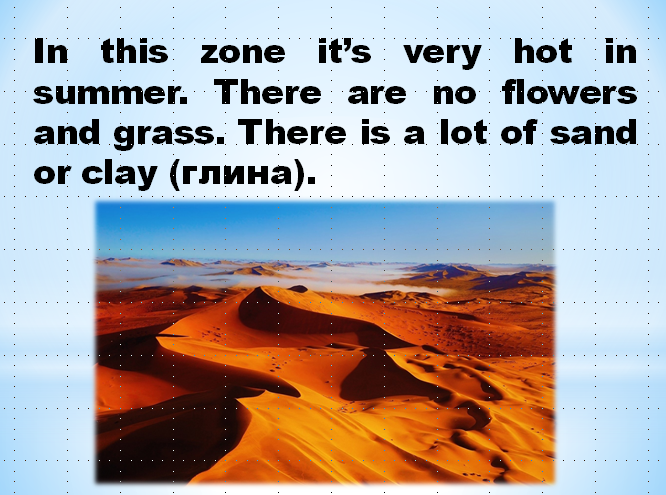 In this zone it’s very hot in
summer. There are no flowers
and grass. There is a lot of sand
or clay (глина).